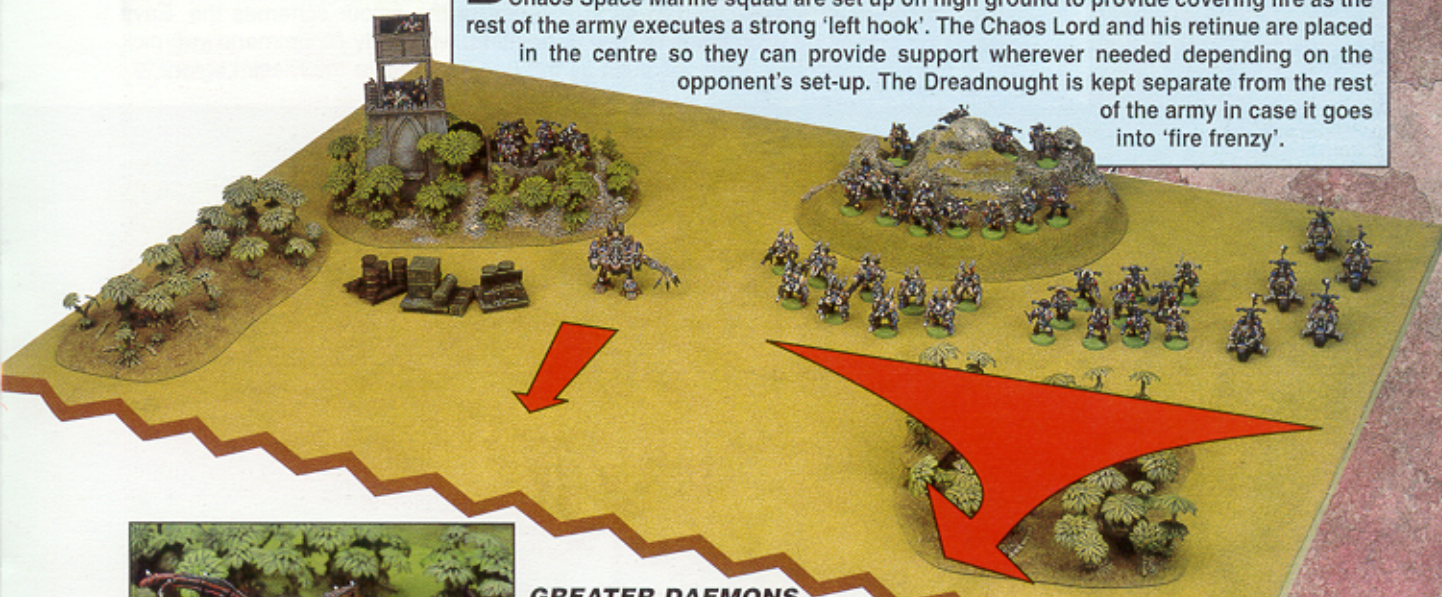 Chaos Space Marine squad are set up on high ground to provide covering fire as the
rest of the army executes a strong ‘left hook’. The Chaos Lord and his retinue are placed
in the centre so they can provide support wherever needed depending on the
opponent’s set-up. The Dreadnought is kept separate from the rest
of the army in case it goes
into ‘fire frenzy’.
GREATER DAEMONS